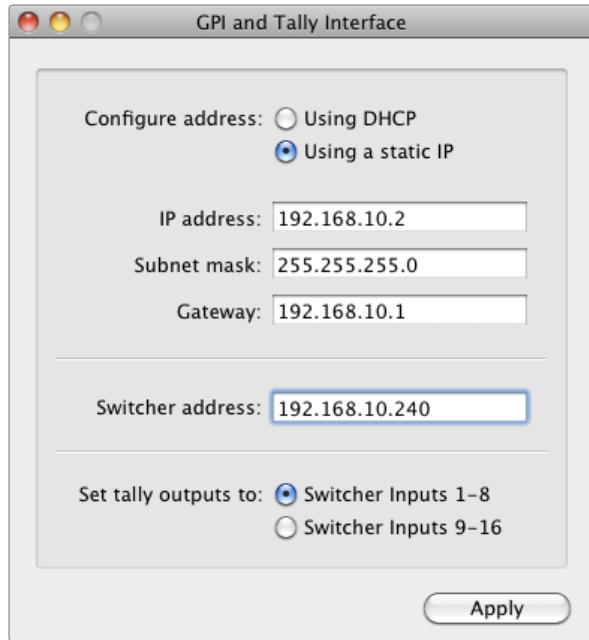 GPI and Tally Interface
Configure address: Using DHCP
Using a static IP
IP address: 192.168.10.2
Subnet mask: 255.255.255.0
Gateway: 192.168.10.1
Switcher address: 192.168.10.240
Set tally outputs to: Switcher Inputs 1–8
Switcher Inputs 9–16
Apply